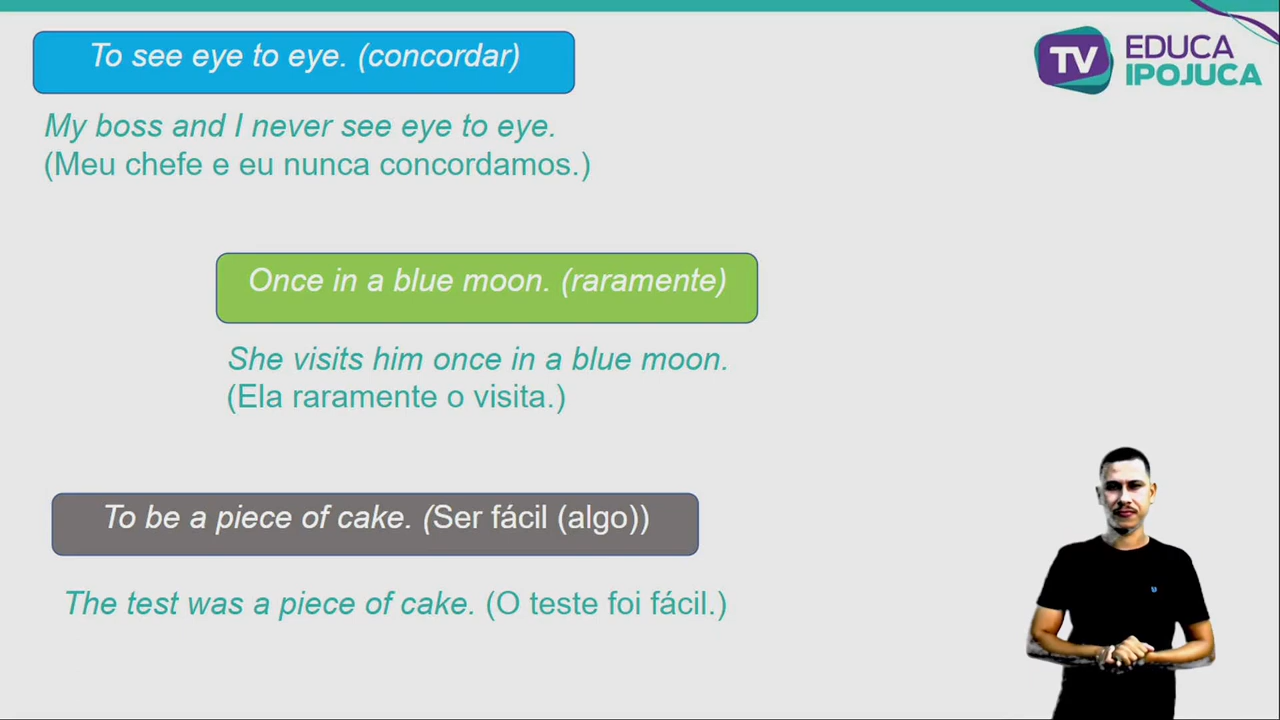 To see eye to eye. (concordar)
TV EDUCA
IPOJUCA
My boss and I never see eye to eye.
(Meu chefe e eu nunca concordamos.)
Once in a blue moon. (raramente)
She visits him once in a blue moon.
(Ela raramente o visita.)
To be a piece of cake. (Ser fácil (algo))
The test was a piece of cake. (O teste foi fácil.)